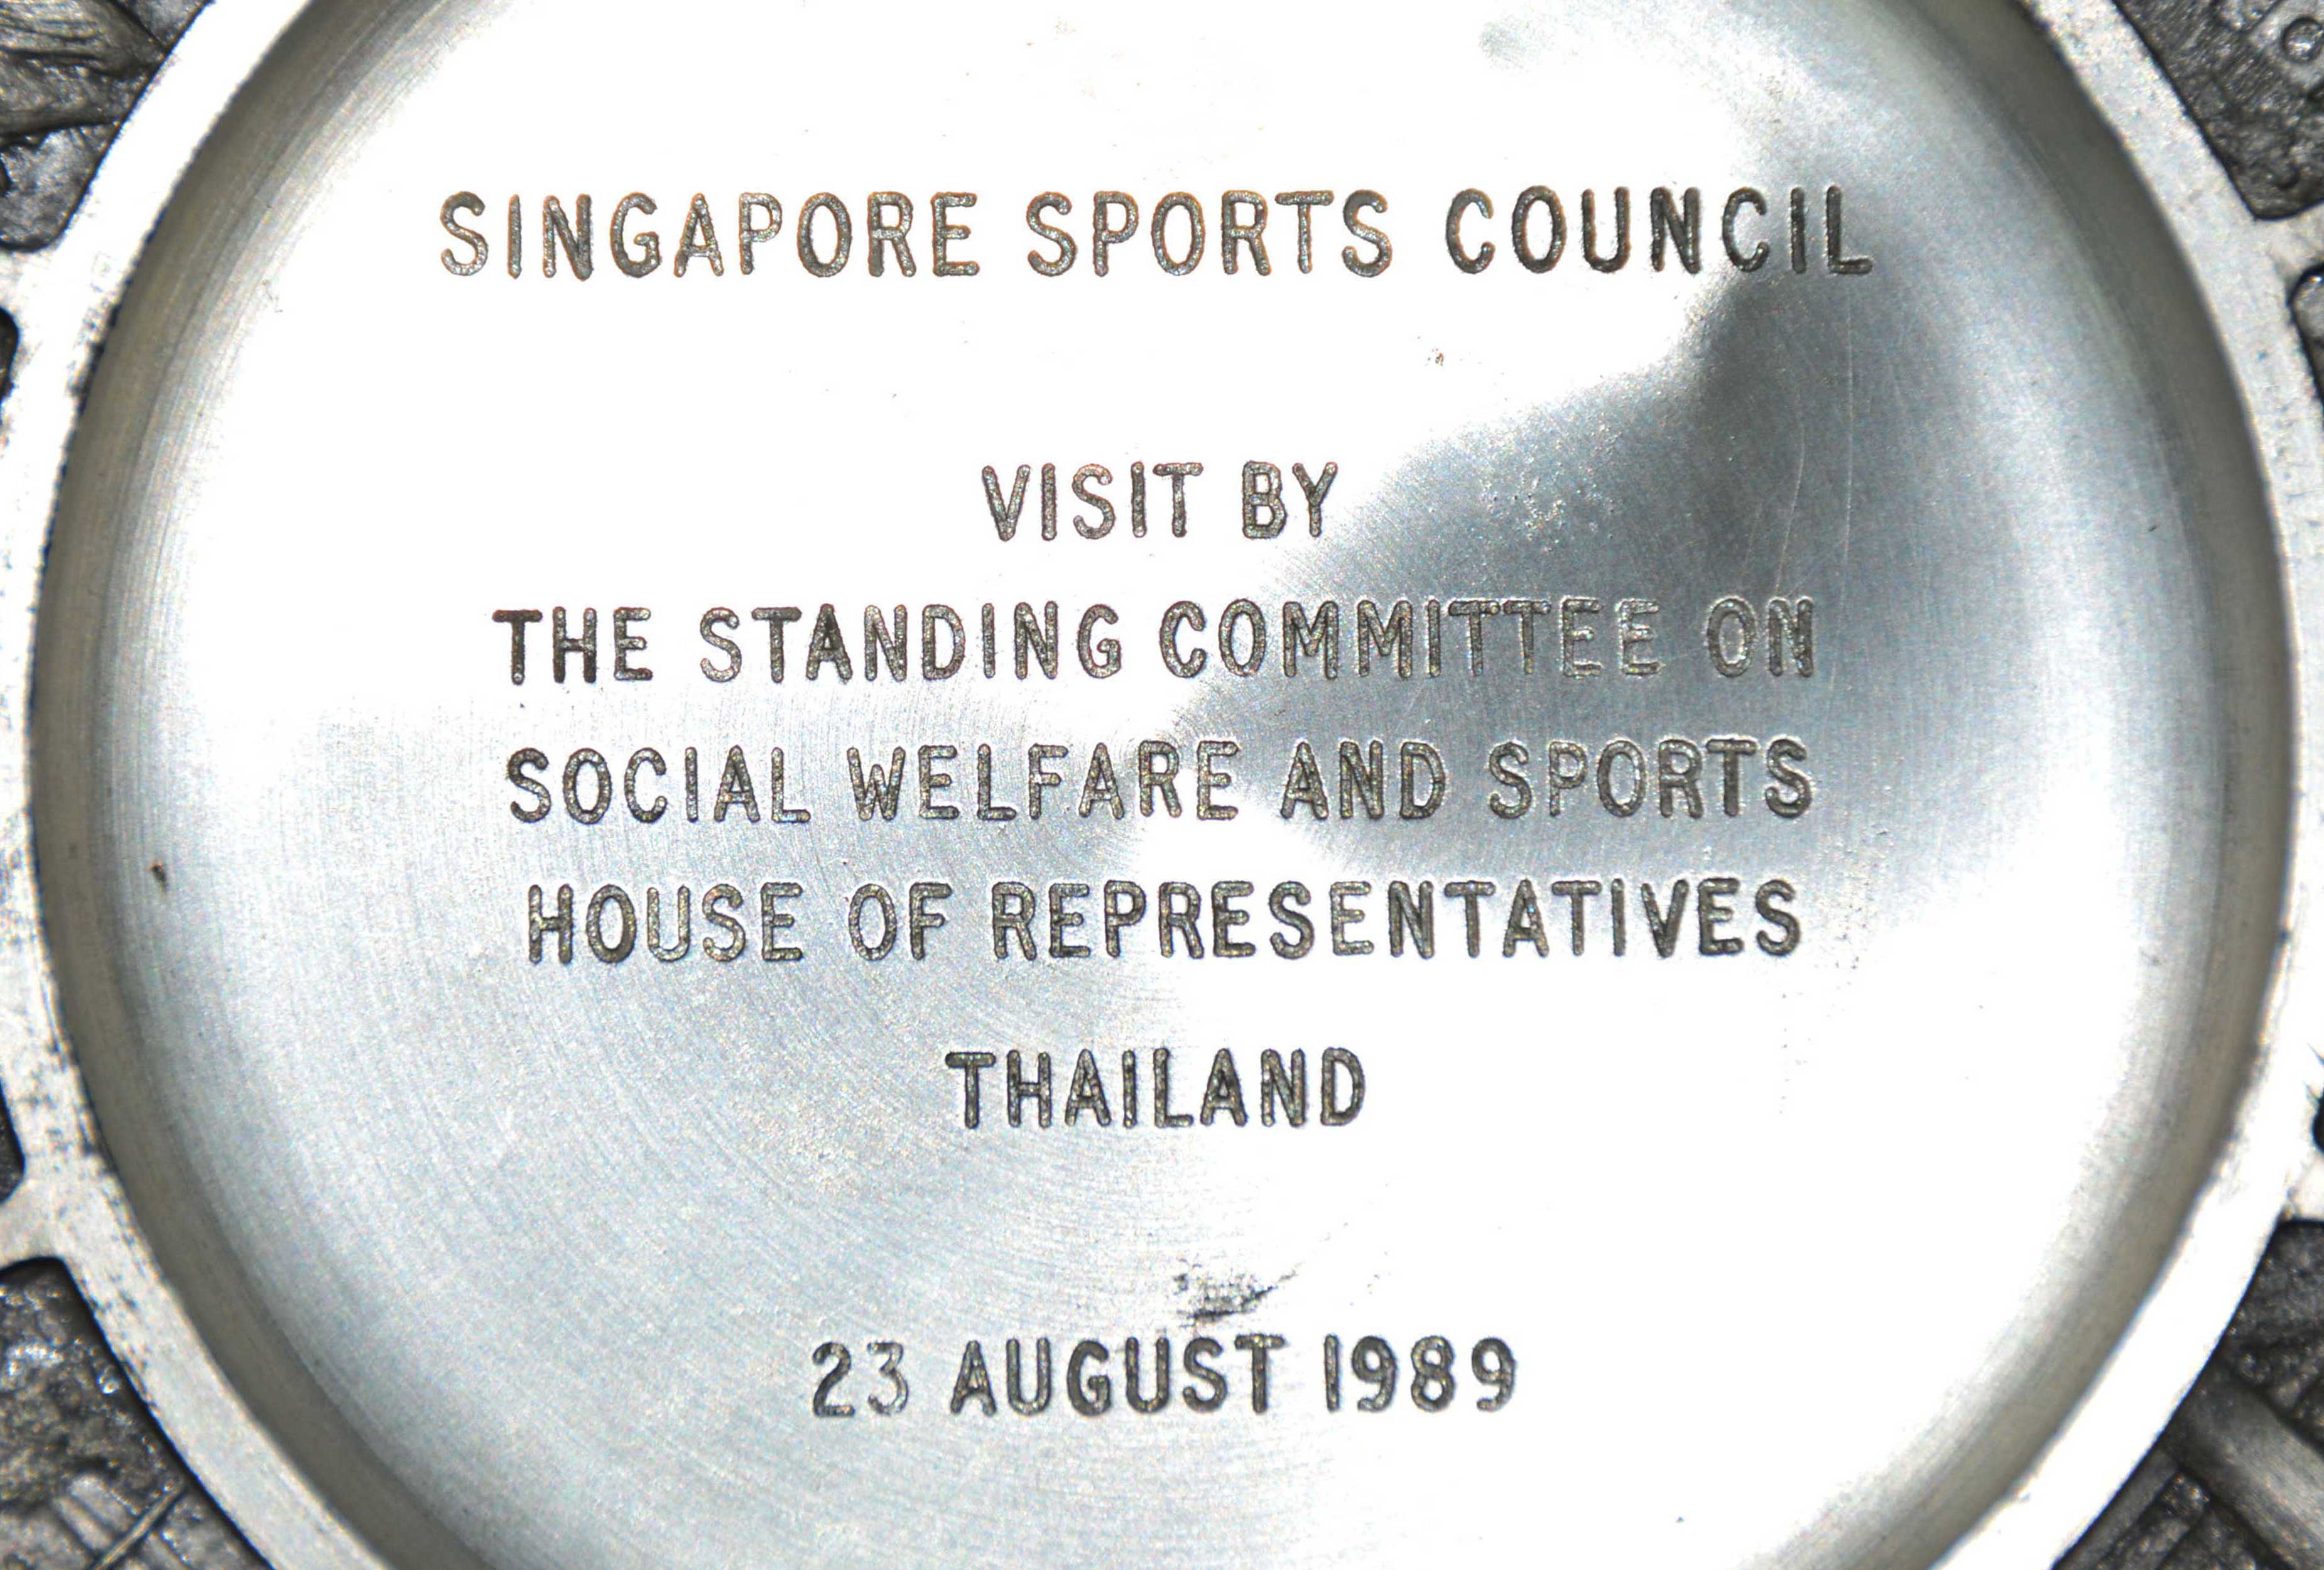 SINGAPORE SPORTS COUNCIL
VISIT BY
THE STANDING COMMITTEE ON
SOCIAL WELFARE AND SPORTS
HOUSE OF REPRESENTATIVES
THAILAND
23 AUGUST 1989